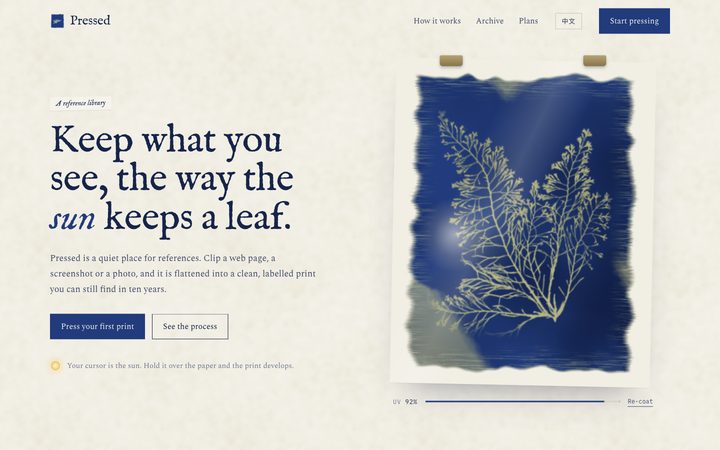 Pressed
How it works
Archive
Plans
中文
Start pressing
A reference library
Keep what you
see, the way the
sun keeps a leaf.
Pressed is a quiet place for references. Clip a web page, a
screenshot or a photo, and it is flattened into a clean, labelled print
you can still find in ten years.
Press your first print
See the process
Your cursor is the sun. Hold it over the paper and the print develops.
UV 92%
Re-coat